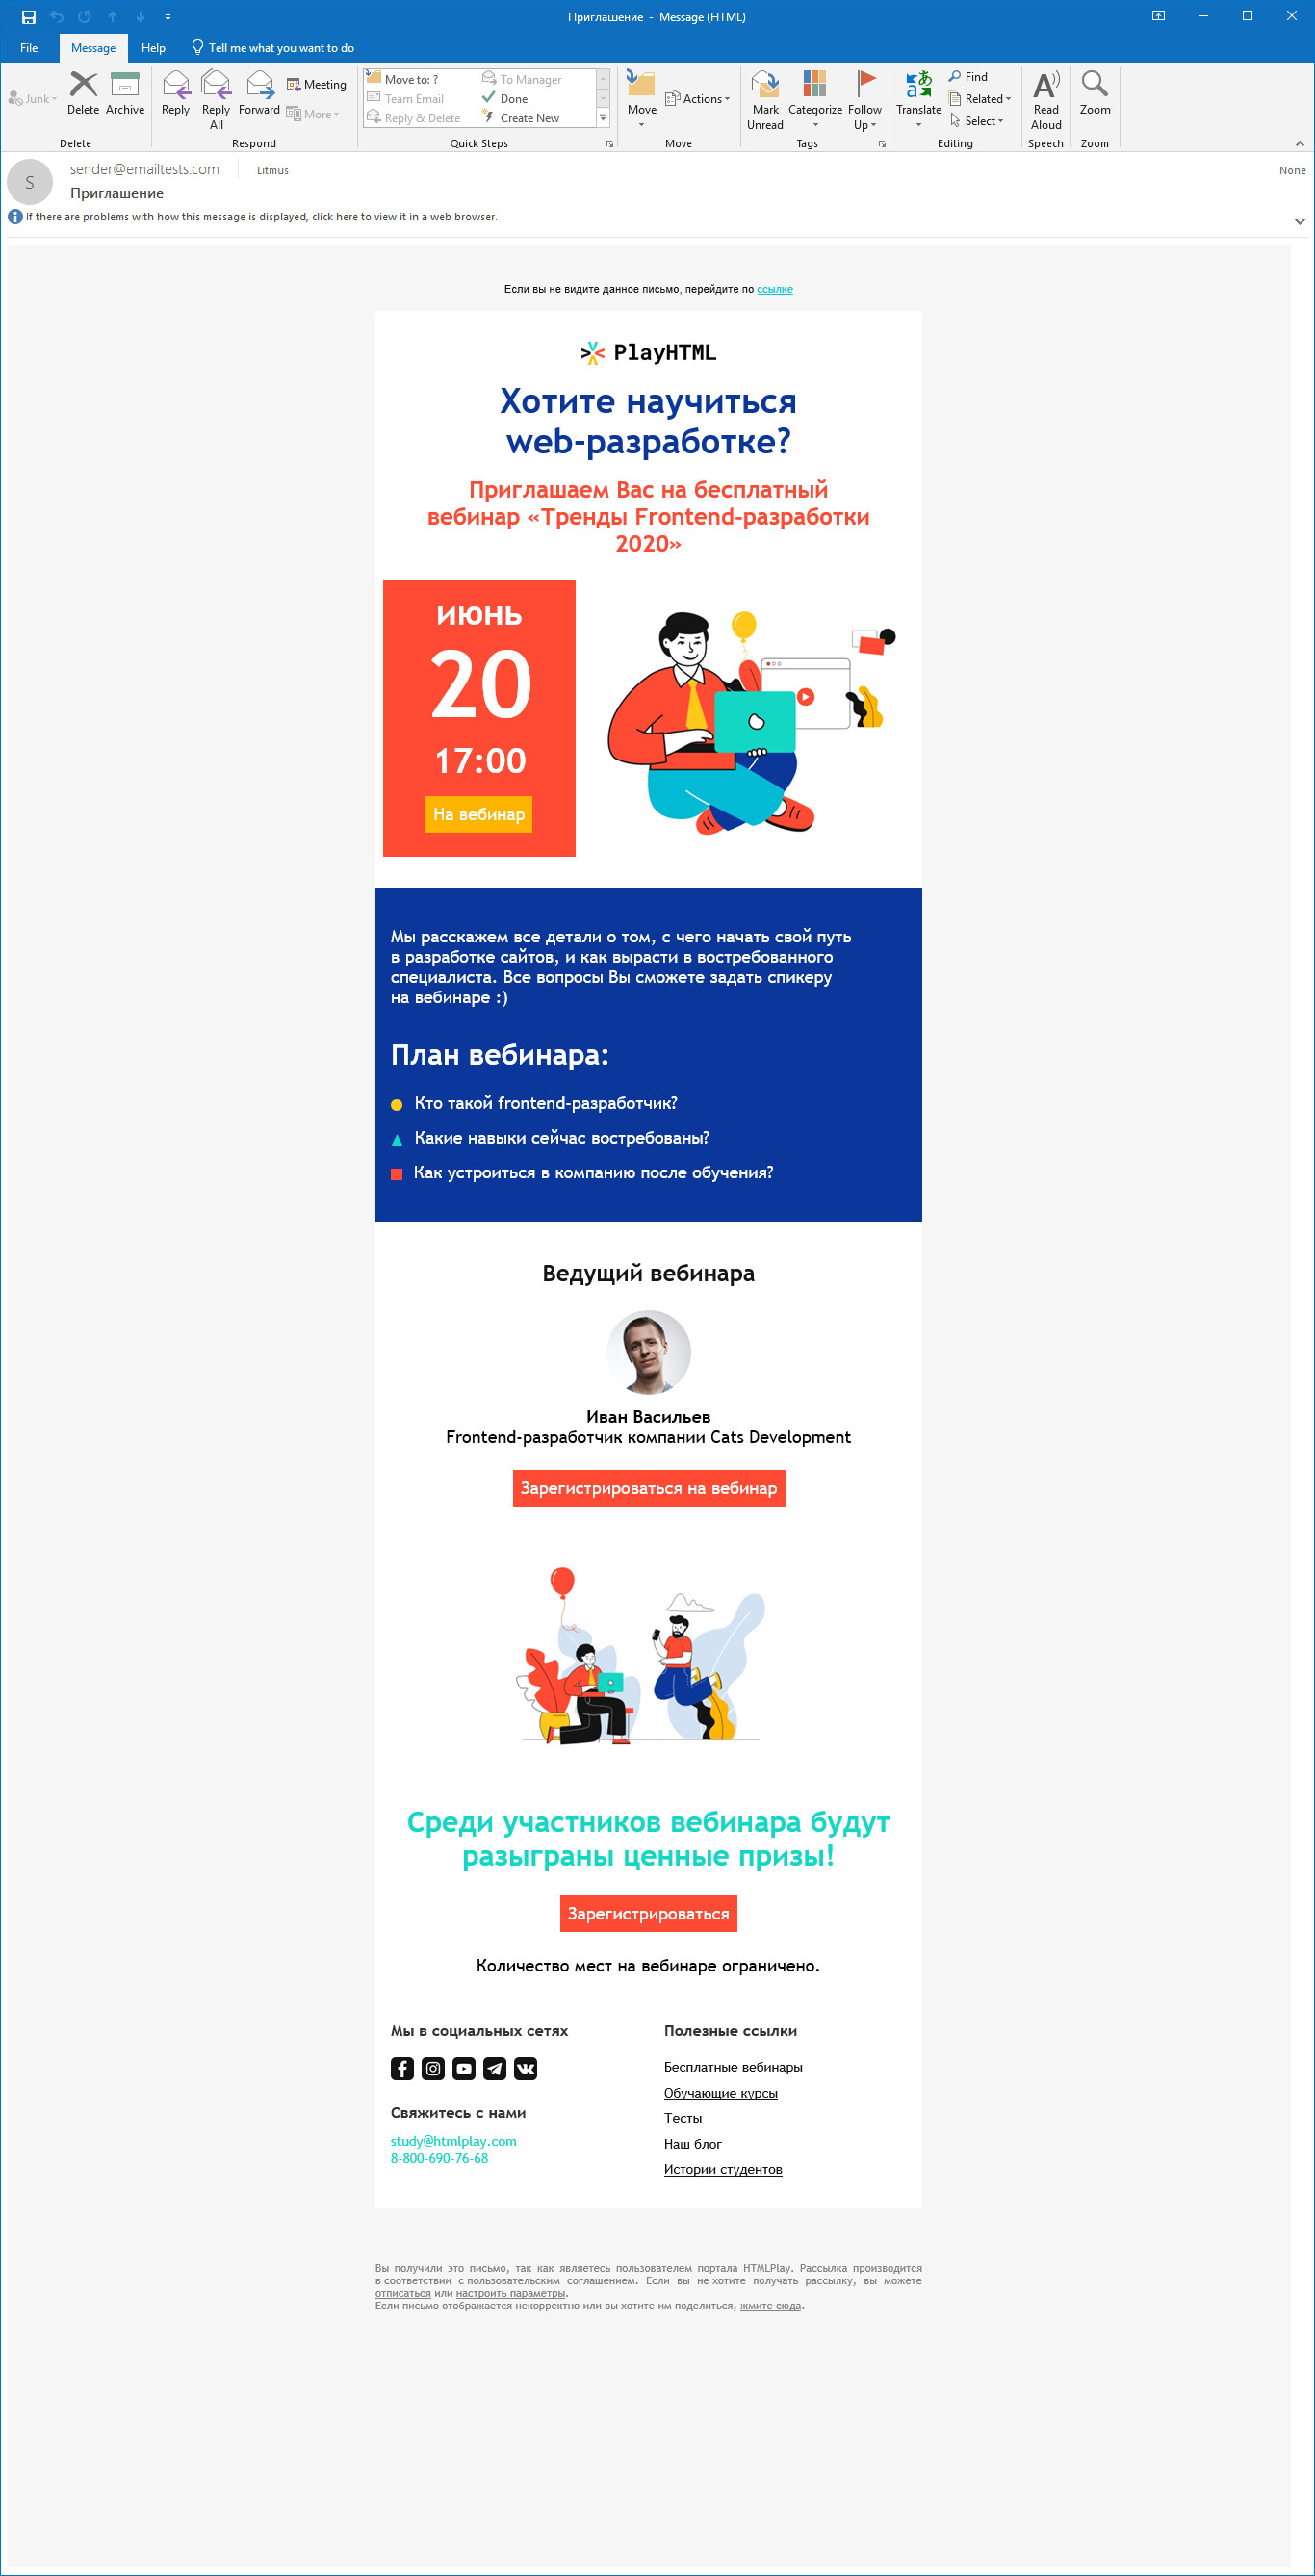 Приглашение - Message (HTML)
File Message Help Tell me what you want to do
Junk
Delete
Archive
Delete
Reply
Reply All
Forward
Meeting
More
Respond
Move to: ?
Team Email
Reply & Delete
To Manager
Done
Create New
Quick Steps
Move
Actions
Move
Mark Unread
Categorize
Follow Up
Tags
Translate
Find
Related
Select
Editing
Read Aloud
Speech
Zoom
Zoom
S
sender@emailtests.com Litmus None
Приглашение
If there are problems with how this message is displayed, click here to view it in a web browser.
Если вы не видите данное письмо, перейдите по ссылке
PlayHTML
Хотите научиться
web-разработке?
Приглашаем Вас на бесплатный
вебинар «Тренды Frontend-разработки
2020»
июнь
20
17:00
На вебинар
Мы расскажем все детали о том, с чего начать свой путь
в разработке сайтов, и как вырасти в востребованного
специалиста. Все вопросы Вы сможете задать спикеру
на вебинаре :)
План вебинара:
Кто такой frontend-разработчик?
Какие навыки сейчас востребованы?
Как устроиться в компанию после обучения?
Ведущий вебинара
Иван Васильев
Frontend-разработчик компании Cats Development
Зарегистрироваться на вебинар
Среди участников вебинара будут
разыграны ценные призы!
Зарегистрироваться
Количество мест на вебинаре ограничено.
Мы в социальных сетях
Свяжитесь с нами
study@htmlplay.com
8-800-690-76-68
Полезные ссылки
Бесплатные вебинары
Обучающие курсы
Тесты
Наш блог
Истории студентов
Вы получили это письмо, так как являетесь пользователем портала HTMLPlay. Рассылка производится
в соответствии с пользовательским соглашением. Если вы не хотите получать рассылку, вы можете
отписаться или настроить параметры.
Если письмо отображается некорректно или вы хотите им поделиться, жмите сюда.